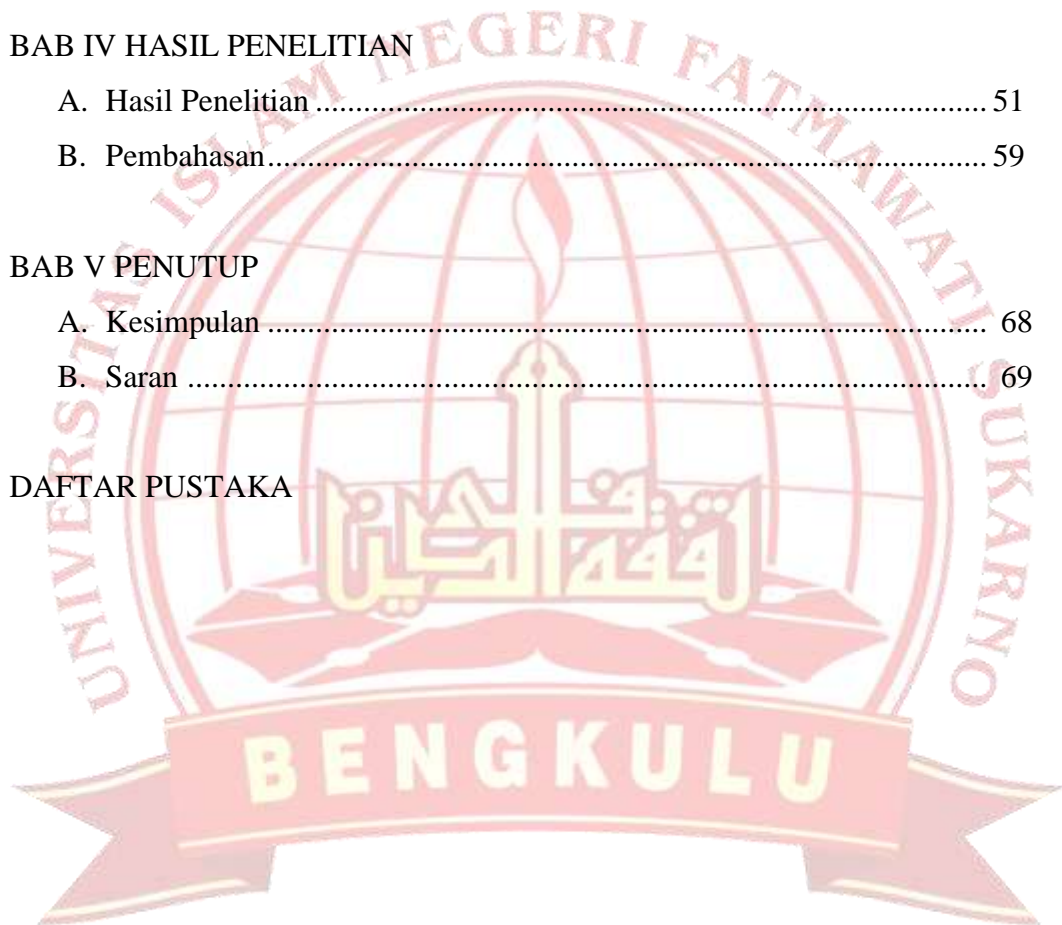 BAB IV HASIL PENELITIAN
A. Hasil Penelitian ................................................................................... 51
B. Pembahasan......................................................................................... 59
BAB V PENUTUP
A. Kesimpulan ......................................................................................... 68
B. Saran ................................................................................................... 69
DAFTAR PUSTAKA
UNIVERSITAS ISLAM NEGERI FATMAWATI SUKARNO
BENGKULU